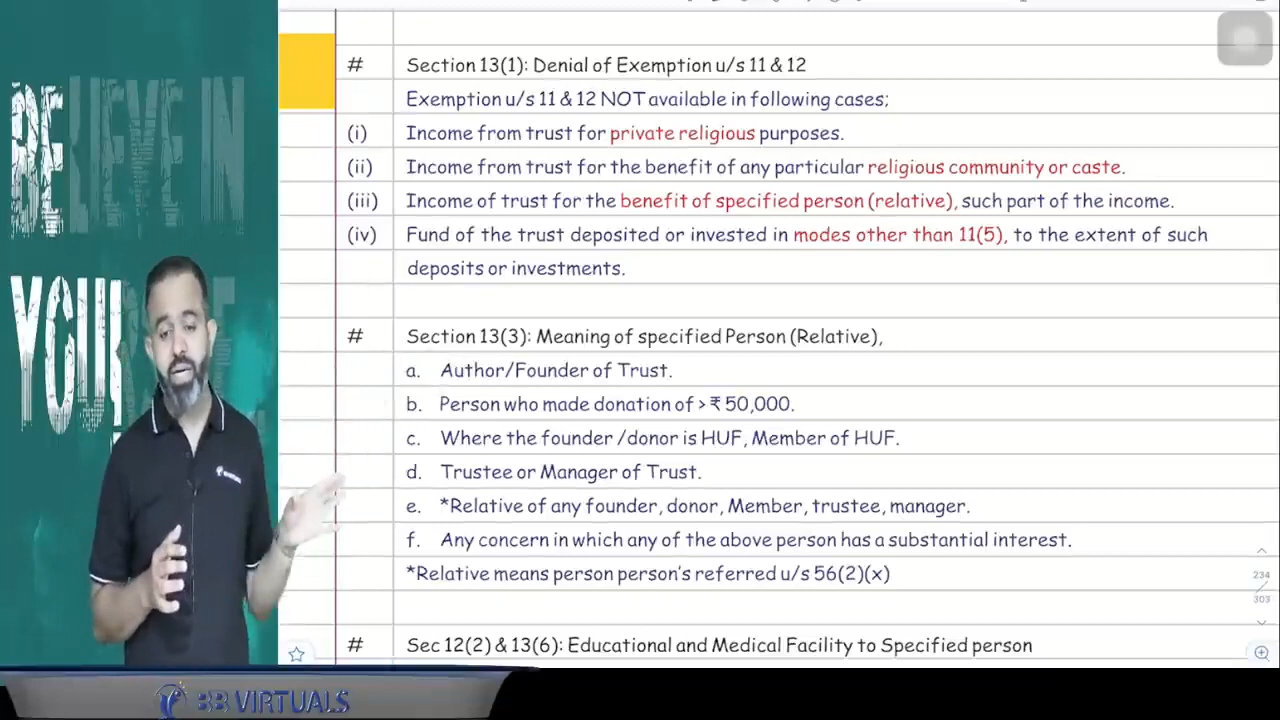 BELIEVE IN
YOUR
# Section 13(1): Denial of Exemption u/s 11 & 12
Exemption u/s 11 & 12 NOT available in following cases;
(i) Income from trust for private religious purposes.
(ii) Income from trust for the benefit of any particular religious community or caste.
(iii) Income of trust for the benefit of specified person (relative), such part of the income.
(iv) Fund of the trust deposited or invested in modes other than 11(5), to the extent of such
deposits or investments.
# Section 13(3): Meaning of specified Person (Relative),
a. Author/Founder of Trust.
b. Person who made donation of > ₹ 50,000.
c. Where the founder /donor is HUF, Member of HUF.
d. Trustee or Manager of Trust.
e. *Relative of any founder, donor, Member, trustee, manager.
f. Any concern in which any of the above person has a substantial interest.
*Relative means person person's referred u/s 56(2)(x)
234
303
# Sec 12(2) & 13(6): Educational and Medical Facility to Specified person
BB VIRTUALS